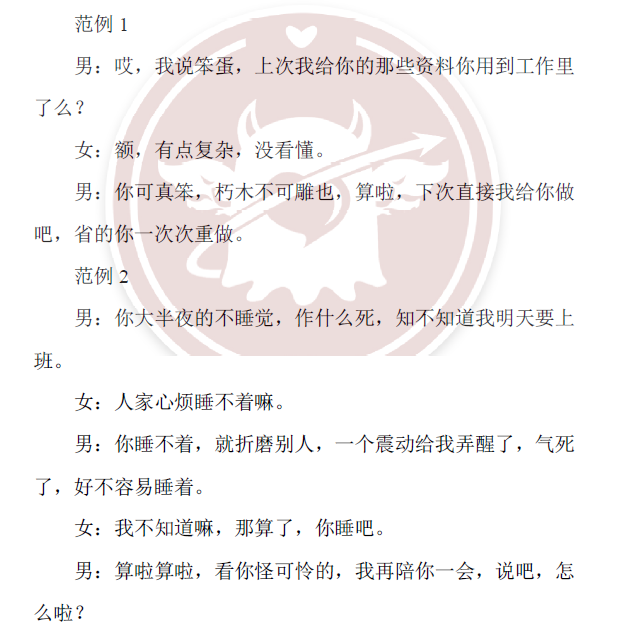 范例 1
男：哎，我说笨蛋，上次我给你的那些资料你用到工作里
了么？
女：额，有点复杂，没看懂。
男：你可真笨，朽木不可雕也，算啦，下次直接我给你做
吧，省的你一次次重做。
范例 2
男：你大半夜的不睡觉，作什么死，知不知道我明天要上
班。
女：人家心烦睡不着嘛。
男：你睡不着，就折磨别人，一个震动给我弄醒了，气死
了，好不容易睡着。
女：我不知道嘛，那算了，你睡吧。
男：算啦算啦，看你怪可怜的，我再陪你一会，说吧，怎
么啦？